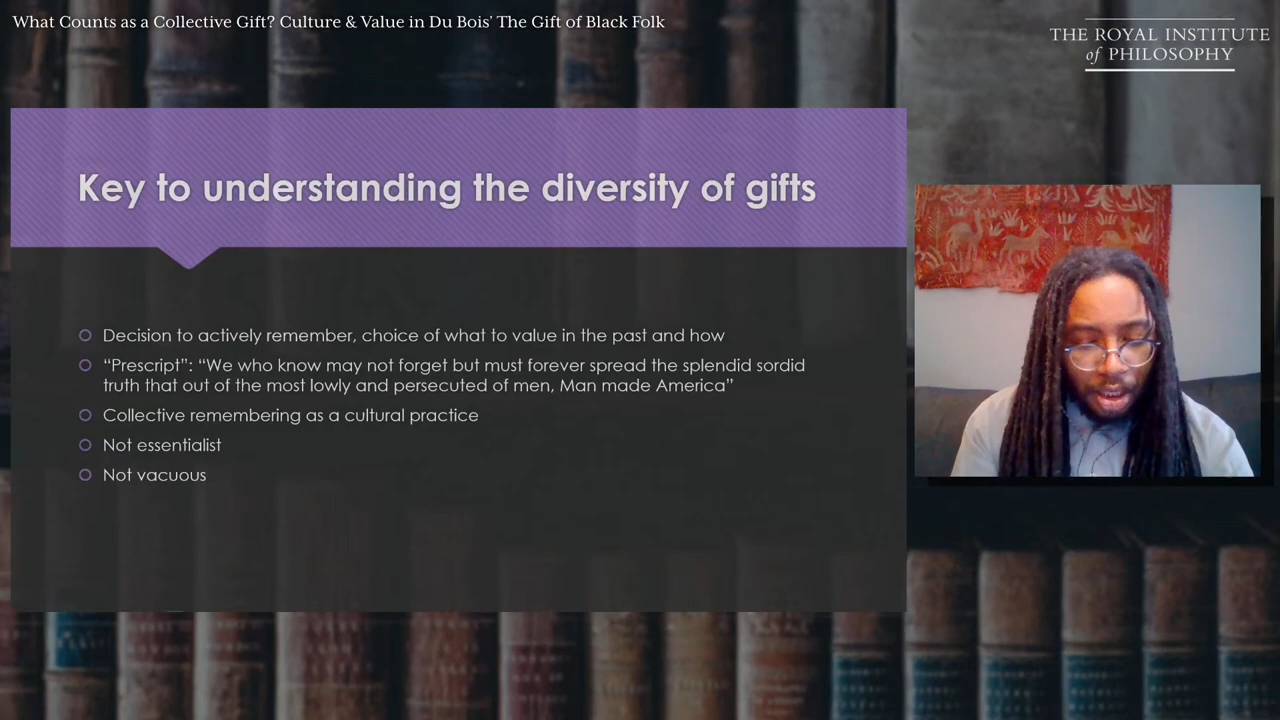 What Counts as a Collective Gift? Culture & Value in Du Bois' The Gift of Black Folk
THE ROYAL INSTITUTE
of PHILOSOPHY
Key to understanding the diversity of gifts
Decision to actively remember, choice of what to value in the past and how
“Prescript”: “We who know may not forget but must forever spread the splendid sordid
truth that out of the most lowly and persecuted of men, Man made America”
Collective remembering as a cultural practice
Not essentialist
Not vacuous